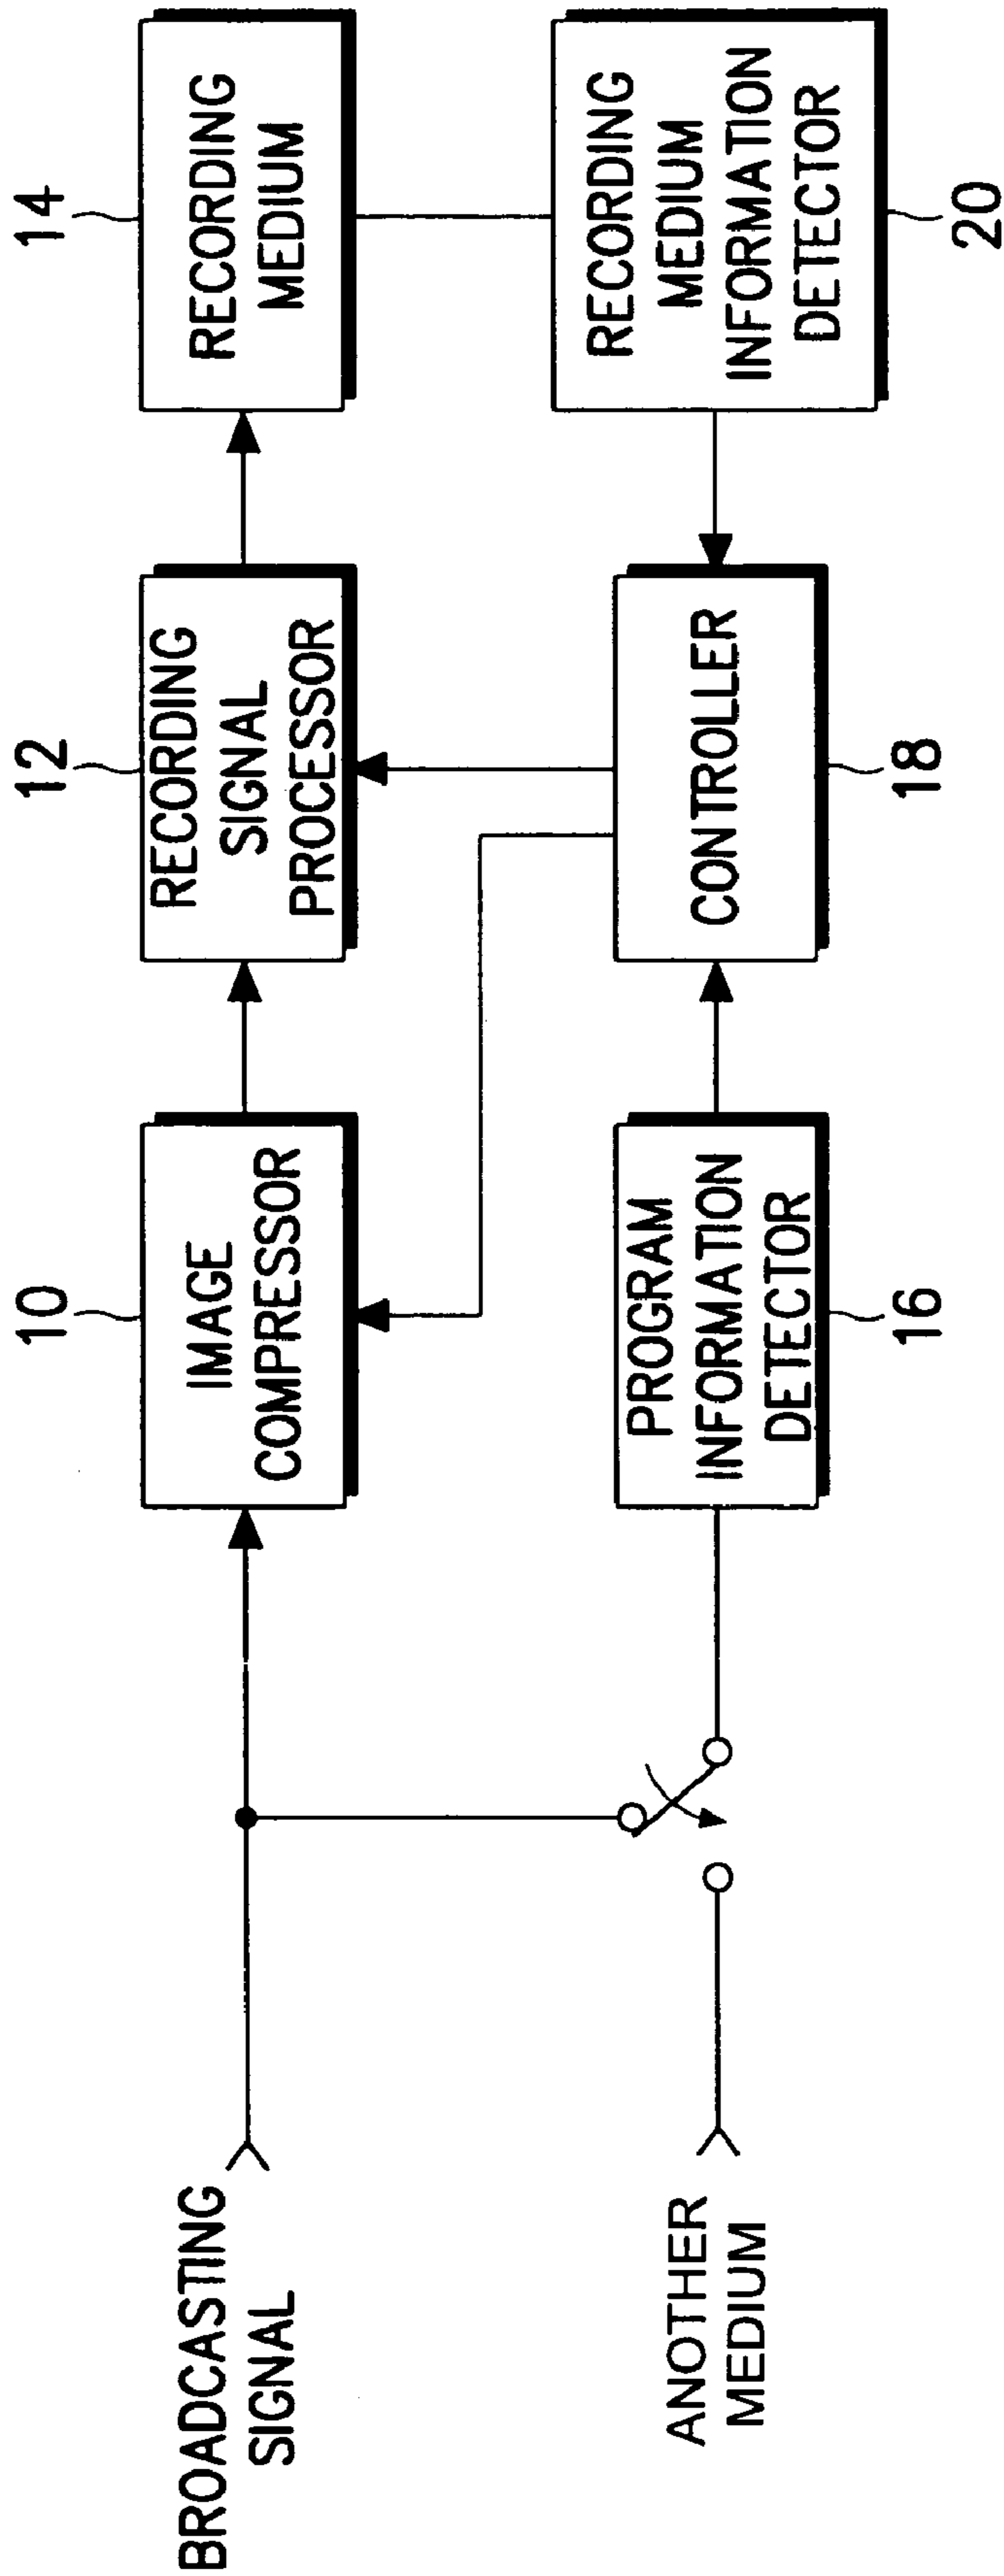 10
12
14
BROADCASTING
SIGNAL
IMAGE
COMPRESSOR
RECORDING
SIGNAL
PROCESSOR
RECORDING
MEDIUM
ANOTHER
MEDIUM
PROGRAM
INFORMATION
DETECTOR
CONTROLLER
RECORDING
MEDIUM
INFORMATION
DETECTOR
16
18
20